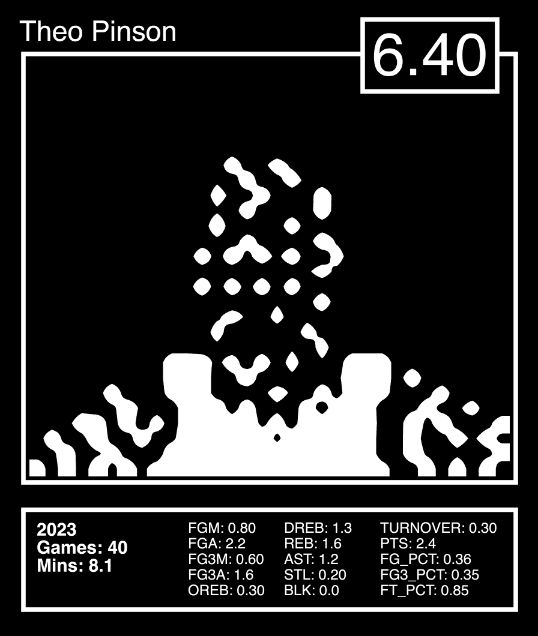 Theo Pinson
6.40
2023
Games: 40
Mins: 8.1
FGM: 0.80
FGA: 2.2
FG3M: 0.60
FG3A: 1.6
OREB: 0.30
DREB: 1.3
REB: 1.6
AST: 1.2
STL: 0.20
BLK: 0.0
TURNOVER: 0.30
PTS: 2.4
FG_PCT: 0.36
FG3_PCT: 0.35
FT_PCT: 0.85